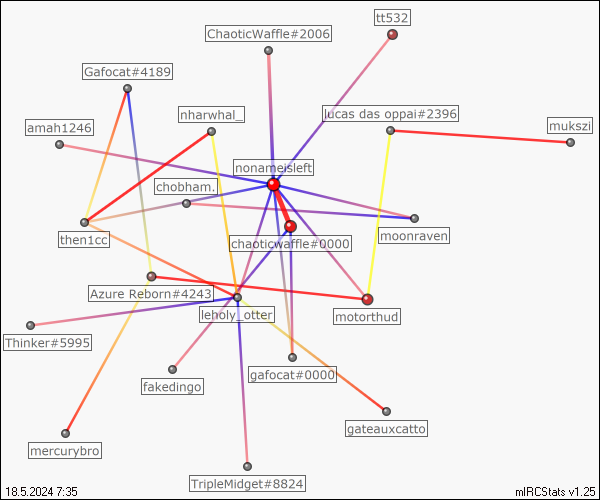 tt532
ChaoticWaffle#2006
Gafocat#4189
nharwhal_
lucas das oppai#2396
amah1246
mukszi
nonameisleft
chobham.
then1cc
chaoticwaffle#0000
moonraven
Azure Reborn#4243
leholy_otter
motorthud
Thinker#5995
gafocat#0000
fakedingo
gateauxcatto
mercurybro
TripleMidget#8824
18.5.2024 7:35
mIRCStats v1.25